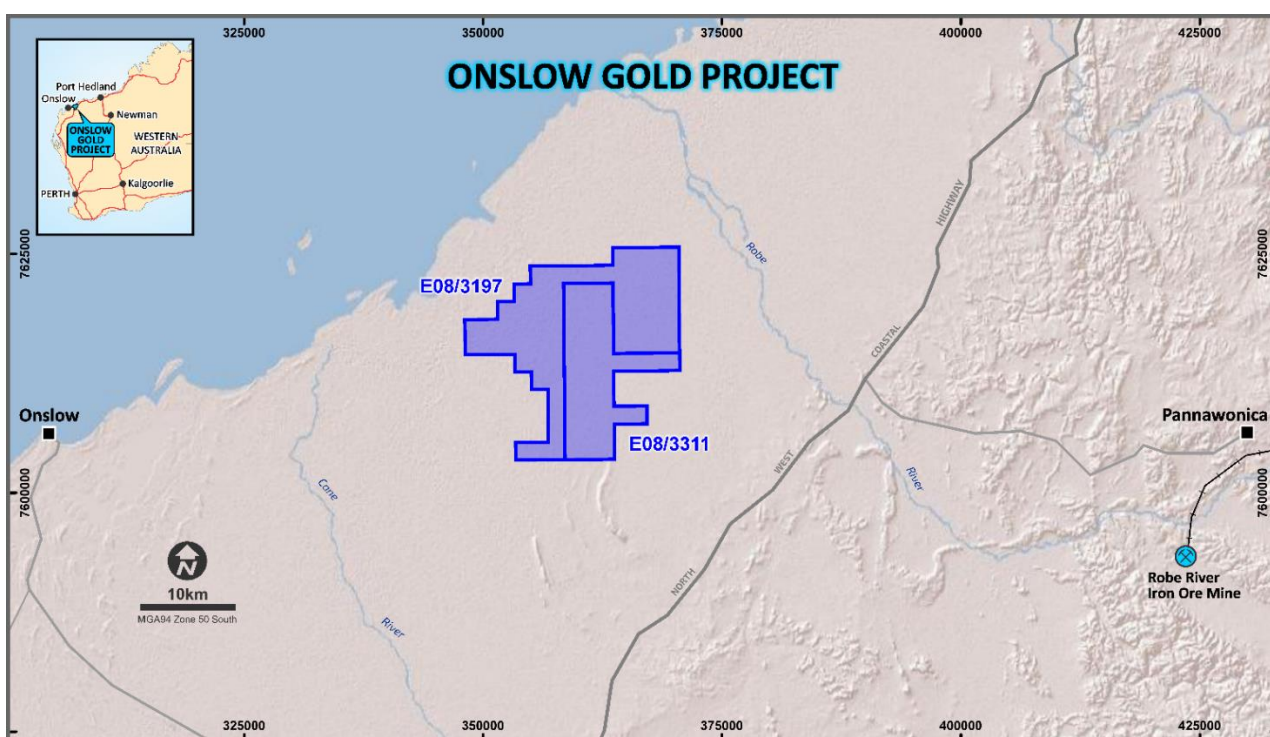 325000
350000
375000
400000
425000
ONSLOW GOLD PROJECT
Port Hedland
Onslow
Newman
ONSLOW
GOLD
PROJECT
WESTERN
AUSTRALIA
Kalgoorlie
PERTH
HIGHWAY
7625000
7625000
Robe
E08/3197
COASTAL
Onslow
Pannawonica
E08/3311
WEST
Cane
River
7600000
7600000
N
10km
MGA94 Zone 50 South
NORTH
Robe River
Iron Ore Mine
River
325000
350000
375000
400000
425000